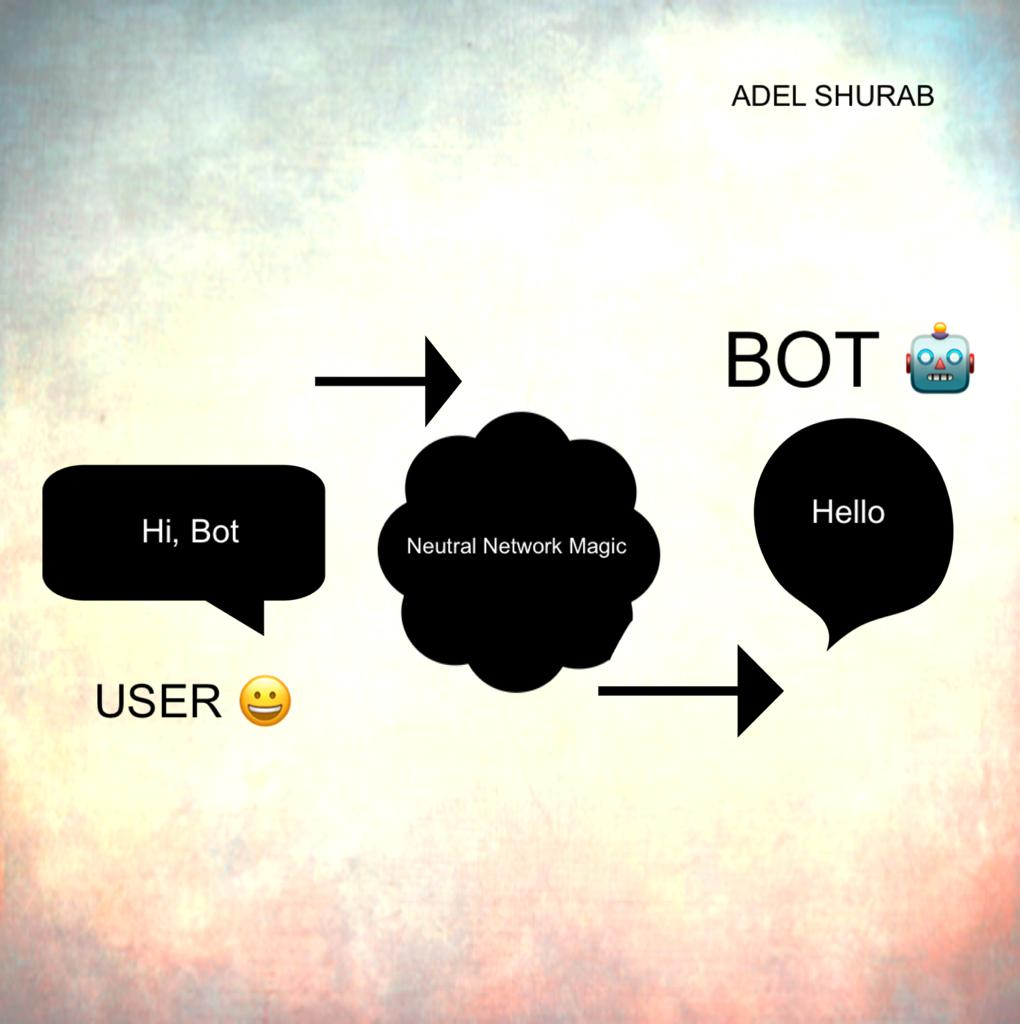 ADEL SHURAB
BOT 🤖
Hi, Bot
Neutral Network Magic
Hello
USER 😀